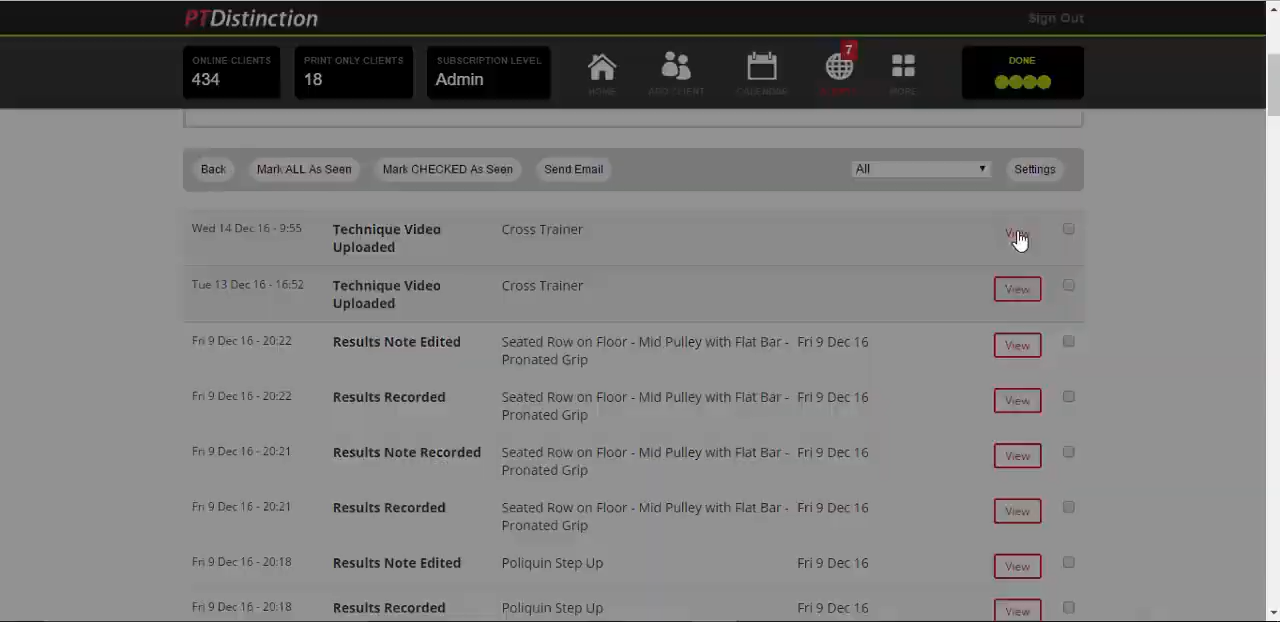 PTDistinction
Sign Out
ONLINE CLIENTS
434
PRINT ONLY CLIENTS
18
SUBSCRIPTION LEVEL
Admin
7
HOME
ADD CLIENT
CALENDAR
ALERTS
MORE
DONE
Back
Mark ALL As Seen
Mark CHECKED As Seen
Send Email
All
Settings
Wed 14 Dec 16 - 9:55
Technique Video
Uploaded
Cross Trainer
View
Tue 13 Dec 16 - 16:52
Technique Video
Uploaded
Cross Trainer
View
Fri 9 Dec 16 - 20:22
Results Note Edited
Seated Row on Floor - Mid Pulley with Flat Bar -
Pronated Grip
Fri 9 Dec 16
View
Fri 9 Dec 16 - 20:22
Results Recorded
Seated Row on Floor - Mid Pulley with Flat Bar -
Pronated Grip
Fri 9 Dec 16
View
Fri 9 Dec 16 - 20:21
Results Note Recorded
Seated Row on Floor - Mid Pulley with Flat Bar -
Pronated Grip
Fri 9 Dec 16
View
Fri 9 Dec 16 - 20:21
Results Recorded
Seated Row on Floor - Mid Pulley with Flat Bar -
Pronated Grip
Fri 9 Dec 16
View
Fri 9 Dec 16 - 20:18
Results Note Edited
Poliquin Step Up
Fri 9 Dec 16
View
Fri 9 Dec 16 - 20:18
Results Recorded
Poliquin Step Up
Fri 9 Dec 16
View